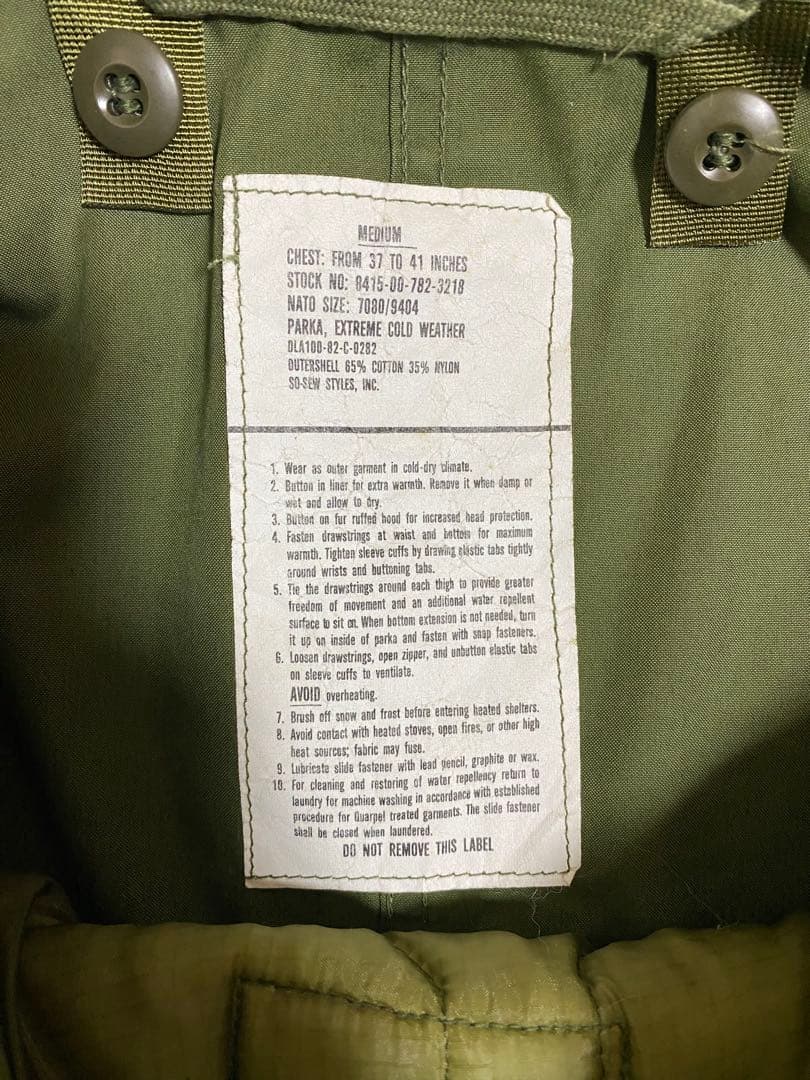 MEDIUM
CHEST: FROM 37 TO 41 INCHES
STOCK NO: 8415-00-782-3218
NATO SIZE: 7080/9404
PARKA, EXTREME COLD WEATHER
DLA100-82-C-0282
OUTERSHELL 65% COTTON 35% NYLON
SO-SEW STYLES, INC.
1. Wear as outer garment in cold-dry climate.
2. Button in liner for extra warmth. Remove it when damp or
wet and allow to dry.
3. Button on fur ruffed hood for increased head protection.
4. Fasten drawstrings at waist and bottom for maximum
warmth. Tighten sleeve cuffs by drawing elastic tabs tightly
around wrists and buttoning tabs.
5. Tie the drawstrings around each thigh to provide greater
freedom of movement and an additional water repellent
surface to sit on. When bottom extension is not needed, turn
it up on inside of parka and fasten with snap fasteners.
6. Loosen drawstrings, open zipper, and unbutton elastic tabs
on sleeve cuffs to ventilate.
AVOID overheating.
7. Brush off snow and frost before entering heated shelters.
8. Avoid contact with heated stoves, open fires, or other high
heat sources; fabric may fuse.
9. Lubricate slide fastener with lead pencil, graphite or wax.
10. For cleaning and restoring of water repellency return to
laundry for machine washing in accordance with established
procedure for Quarpel treated garments. The slide fastener
shall be closed when laundered.
DO NOT REMOVE THIS LABEL